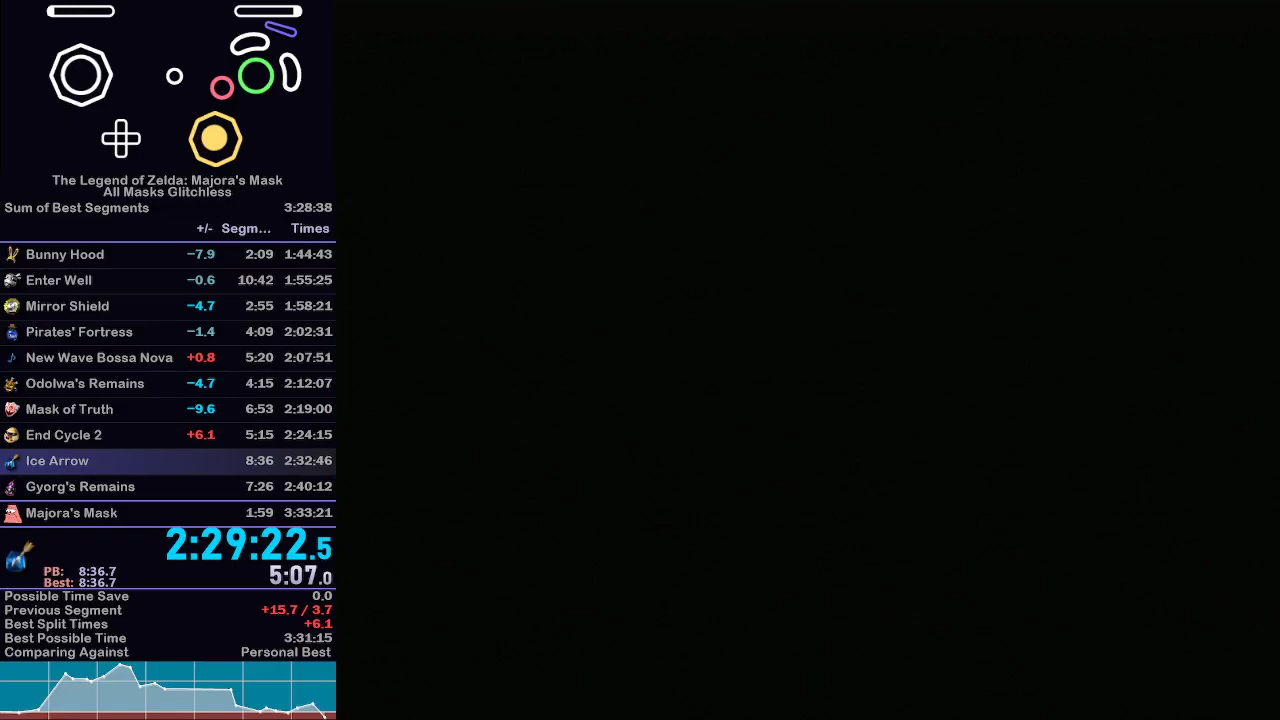 The Legend of Zelda: Majora's Mask
All Masks Glitchless
Sum of Best Segments 3:28:38
+/- Segm... Times
Bunny Hood −7.9 2:09 1:44:43
Enter Well −0.6 10:42 1:55:25
Mirror Shield −4.7 2:55 1:58:21
Pirates' Fortress −1.4 4:09 2:02:31
New Wave Bossa Nova +0.8 5:20 2:07:51
Odolwa's Remains −4.7 4:15 2:12:07
Mask of Truth −9.6 6:53 2:19:00
End Cycle 2 +6.1 5:15 2:24:15
Ice Arrow 8:36 2:32:46
Gyorg's Remains 7:26 2:40:12
Majora's Mask 1:59 3:33:21
2:29:22.5
PB: 8:36.7
Best: 8:36.7
5:07.0
Possible Time Save 0.0
Previous Segment +15.7 / 3.7
Best Split Times +6.1
Best Possible Time 3:31:15
Comparing Against Personal Best